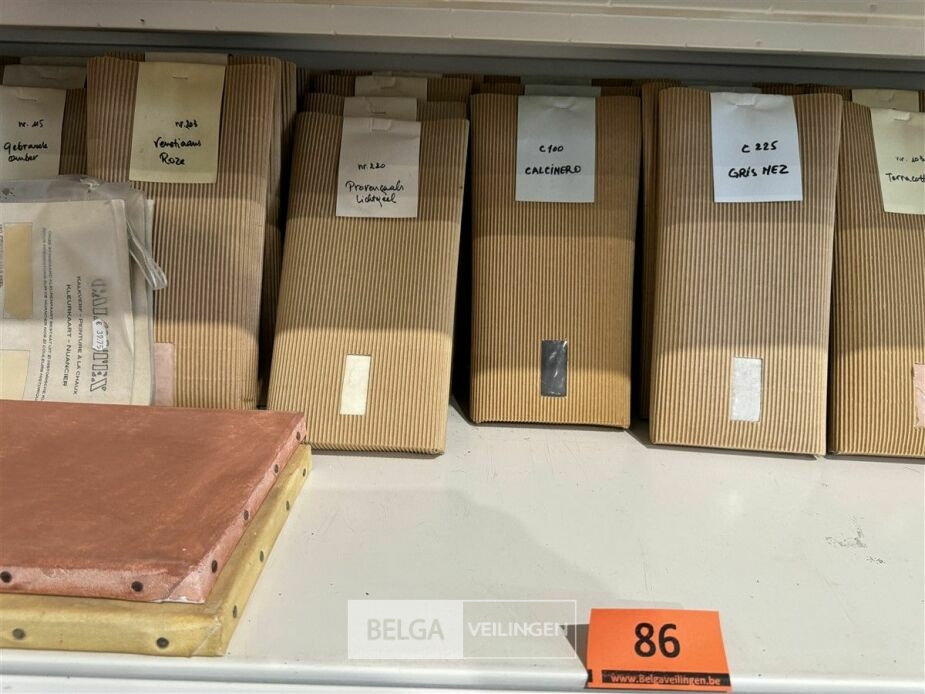 nr. 115
Gebrande
omber
nr. 203
Venetiaans
Roze
nr. 220
Provençaals
Lichtgeel
C 100
CALCINERO
C 225
GRIS NEZ
Terracott
KALKVERF - PEINTURE À LA CHAUX
KLEURKAART - NUANCIER
BELGA VEILINGEN
86
www.Belgaveilingen.be